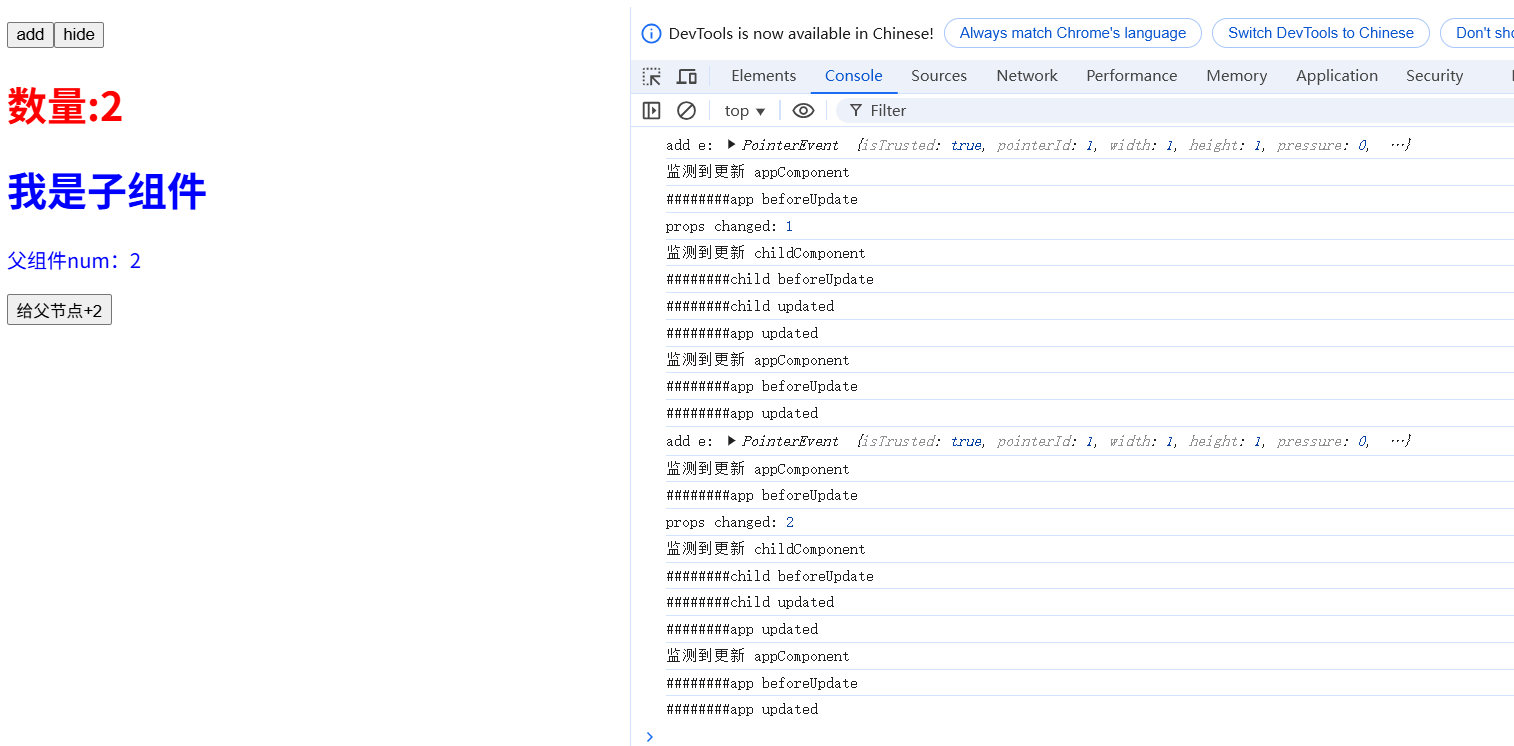 add hide
数量:2
我是子组件
父组件num：2
给父节点+2
DevTools is now available in Chinese! Always match Chrome's language Switch DevTools to Chinese Don't sho
Elements Console Sources Network Performance Memory Application Security
top Filter
add e: PointerEvent {isTrusted: true, pointerId: 1, width: 1, height: 1, pressure: 0, …}
监测到更新 appComponent
########app beforeUpdate
props changed: 1
监测到更新 childComponent
########child beforeUpdate
########child updated
########app updated
监测到更新 appComponent
########app beforeUpdate
########app updated
add e: PointerEvent {isTrusted: true, pointerId: 1, width: 1, height: 1, pressure: 0, …}
监测到更新 appComponent
########app beforeUpdate
props changed: 2
监测到更新 childComponent
########child beforeUpdate
########child updated
########app updated
监测到更新 appComponent
########app beforeUpdate
########app updated